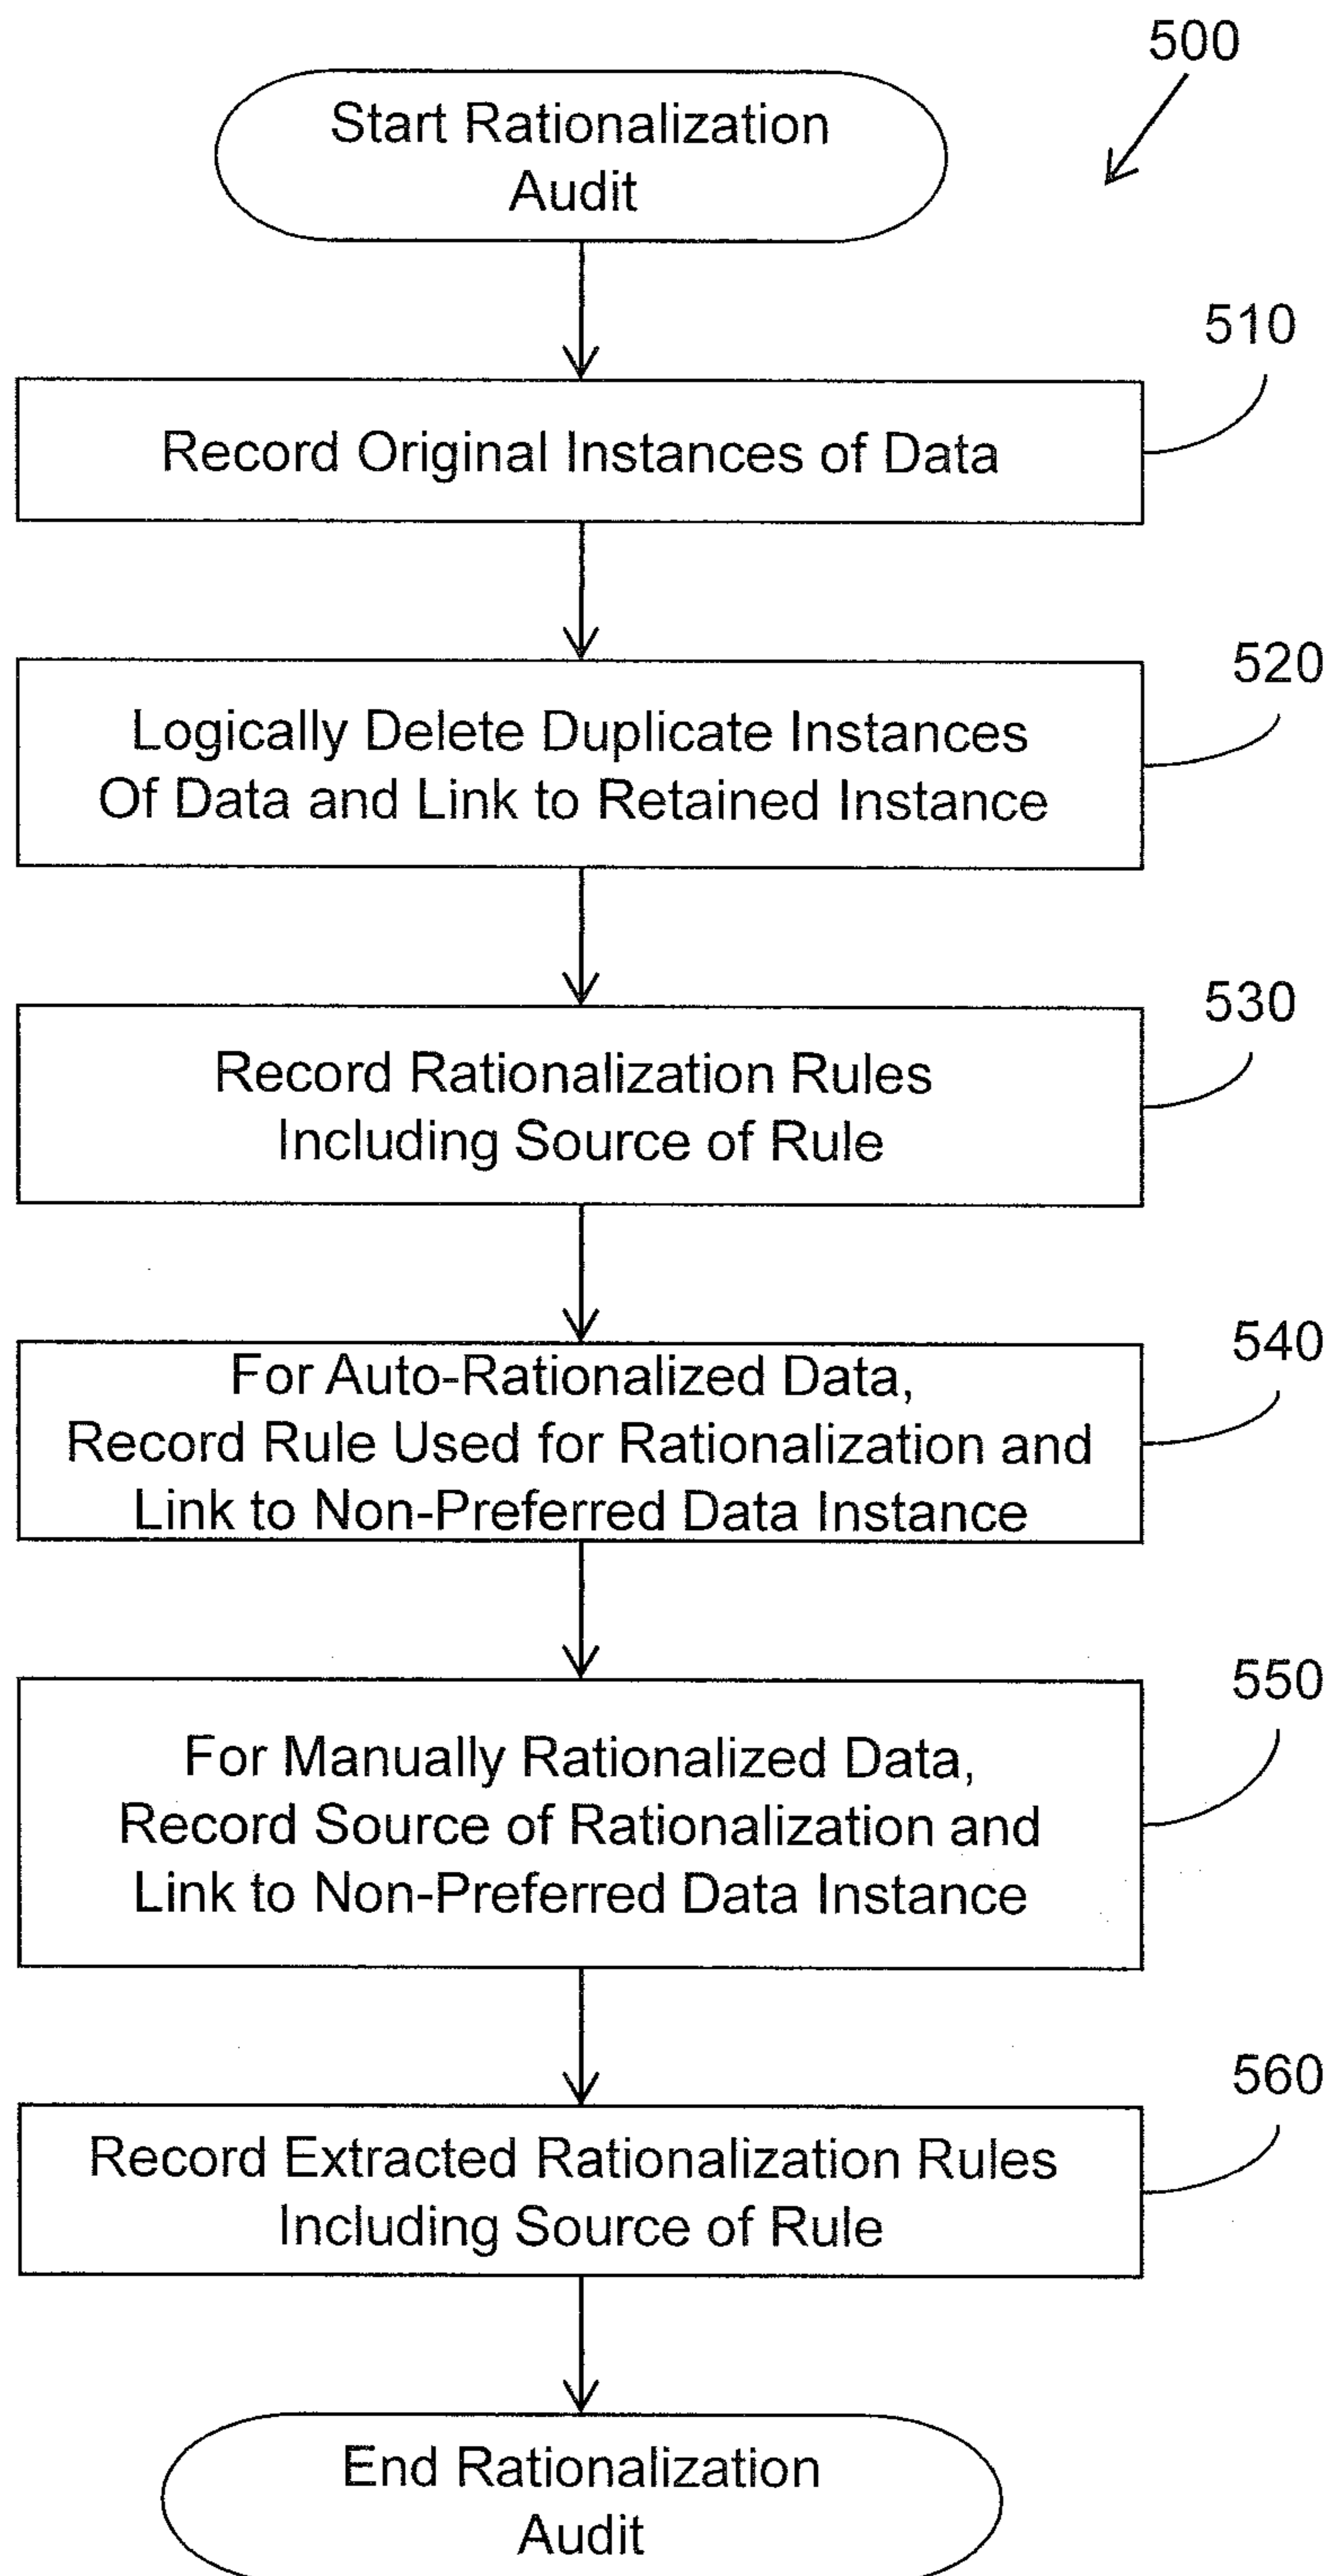 500
Start Rationalization
Audit
510
Record Original Instances of Data
520
Logically Delete Duplicate Instances
Of Data and Link to Retained Instance
530
Record Rationalization Rules
Including Source of Rule
540
For Auto-Rationalized Data,
Record Rule Used for Rationalization and
Link to Non-Preferred Data Instance
550
For Manually Rationalized Data,
Record Source of Rationalization and
Link to Non-Preferred Data Instance
560
Record Extracted Rationalization Rules
Including Source of Rule
End Rationalization
Audit